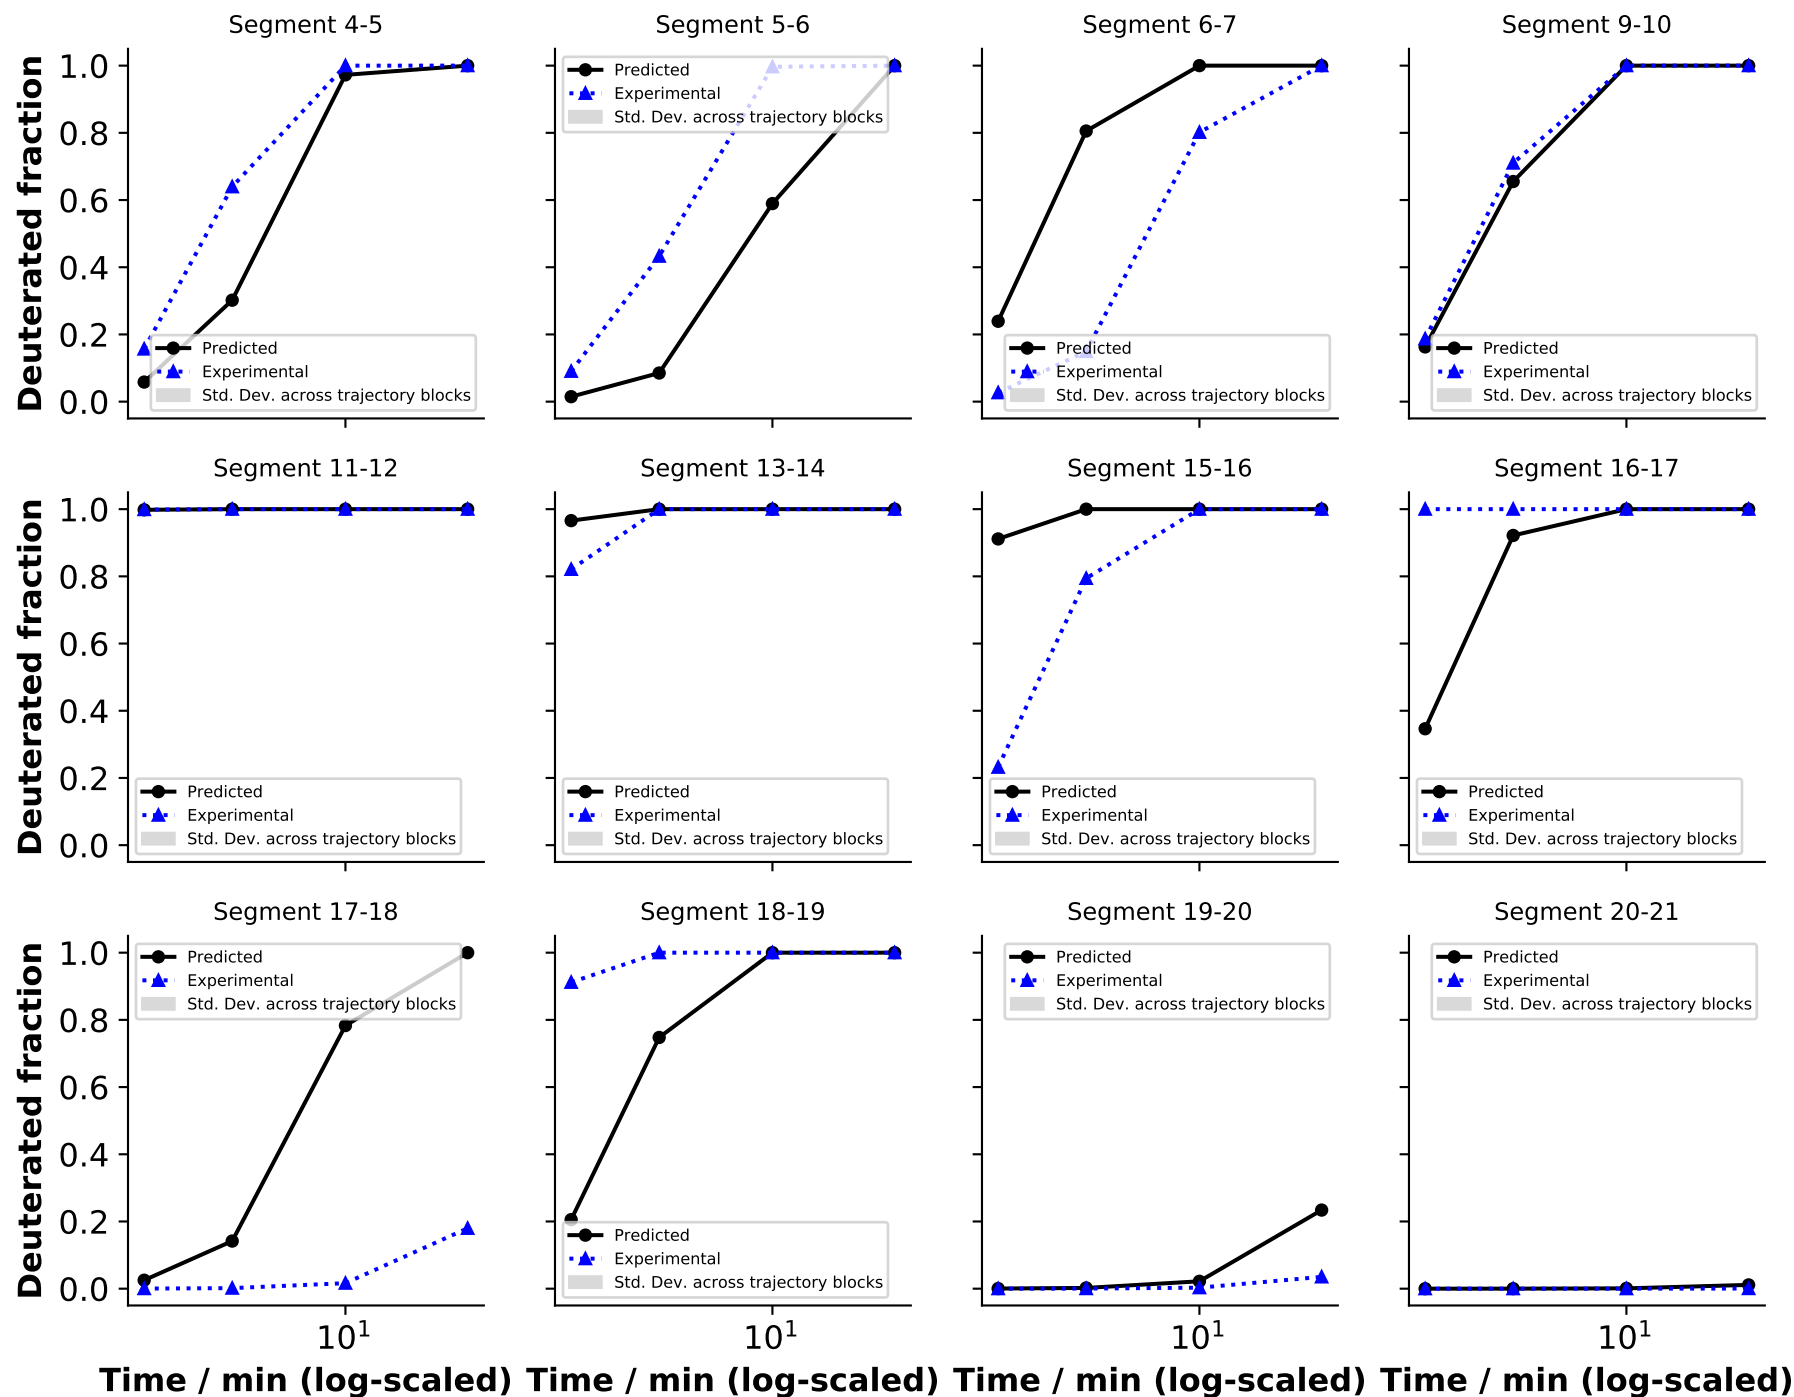 Segment 4-5
Segment 5-6
Segment 6-7
Segment 9-10
Deuterated fraction
1.0
0.8
0.6
0.4
0.2
0.0
Predicted
Experimental
Std. Dev. across trajectory blocks
Predicted
Experimental
Std. Dev. across trajectory blocks
Predicted
Experimental
Std. Dev. across trajectory blocks
Predicted
Experimental
Std. Dev. across trajectory blocks
Segment 11-12
Segment 13-14
Segment 15-16
Segment 16-17
Deuterated fraction
1.0
0.8
0.6
0.4
0.2
0.0
Predicted
Experimental
Std. Dev. across trajectory blocks
Predicted
Experimental
Std. Dev. across trajectory blocks
Predicted
Experimental
Std. Dev. across trajectory blocks
Predicted
Experimental
Std. Dev. across trajectory blocks
Segment 17-18
Segment 18-19
Segment 19-20
Segment 20-21
Deuterated fraction
1.0
0.8
0.6
0.4
0.2
0.0
Predicted
Experimental
Std. Dev. across trajectory blocks
Predicted
Experimental
Std. Dev. across trajectory blocks
Predicted
Experimental
Std. Dev. across trajectory blocks
Predicted
Experimental
Std. Dev. across trajectory blocks
10¹
10¹
10¹
10¹
Time / min (log-scaled)
Time / min (log-scaled)
Time / min (log-scaled)
Time / min (log-scaled)